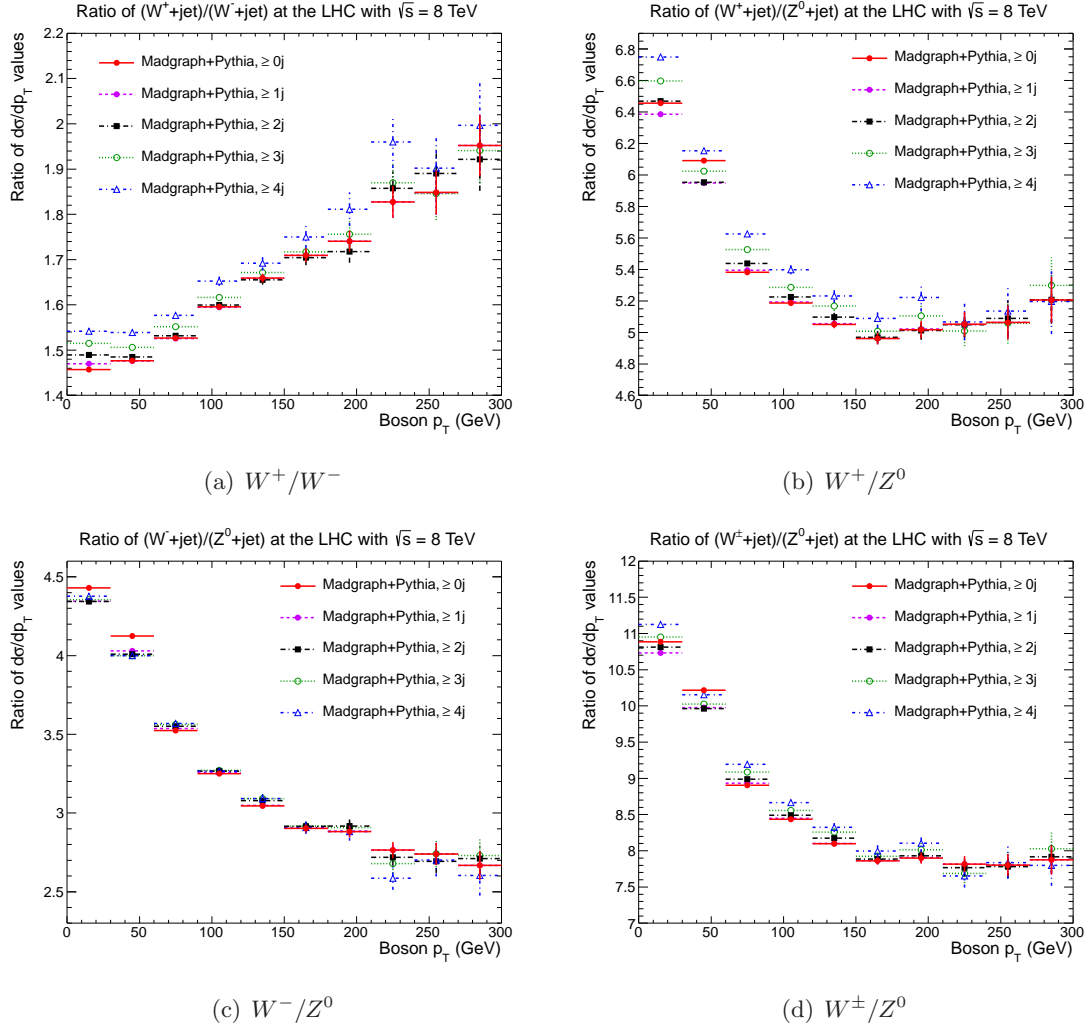 Ratio of (W⁺+jet)/(W⁻+jet) at the LHC with √s = 8 TeV
Ratio of dσ/dp_T values
2.2
2.1
2
1.9
1.8
1.7
1.6
1.5
1.4
Madgraph+Pythia, ≥ 0j
Madgraph+Pythia, ≥ 1j
Madgraph+Pythia, ≥ 2j
Madgraph+Pythia, ≥ 3j
Madgraph+Pythia, ≥ 4j
0 50 100 150 200 250 300
Boson p_T (GeV)
(a) W⁺/W⁻
Ratio of (W⁺+jet)/(Z⁰+jet) at the LHC with √s = 8 TeV
Ratio of dσ/dp_T values
6.8
6.6
6.4
6.2
6
5.8
5.6
5.4
5.2
5
4.8
4.6
Madgraph+Pythia, ≥ 0j
Madgraph+Pythia, ≥ 1j
Madgraph+Pythia, ≥ 2j
Madgraph+Pythia, ≥ 3j
Madgraph+Pythia, ≥ 4j
0 50 100 150 200 250 300
Boson p_T (GeV)
(b) W⁺/Z⁰
Ratio of (W⁻+jet)/(Z⁰+jet) at the LHC with √s = 8 TeV
Ratio of dσ/dp_T values
4.5
4
3.5
3
2.5
Madgraph+Pythia, ≥ 0j
Madgraph+Pythia, ≥ 1j
Madgraph+Pythia, ≥ 2j
Madgraph+Pythia, ≥ 3j
Madgraph+Pythia, ≥ 4j
0 50 100 150 200 250 300
Boson p_T (GeV)
(c) W⁻/Z⁰
Ratio of (W±+jet)/(Z⁰+jet) at the LHC with √s = 8 TeV
Ratio of dσ/dp_T values
12
11.5
11
10.5
10
9.5
9
8.5
8
7.5
7
Madgraph+Pythia, ≥ 0j
Madgraph+Pythia, ≥ 1j
Madgraph+Pythia, ≥ 2j
Madgraph+Pythia, ≥ 3j
Madgraph+Pythia, ≥ 4j
0 50 100 150 200 250 300
Boson p_T (GeV)
(d) W±/Z⁰